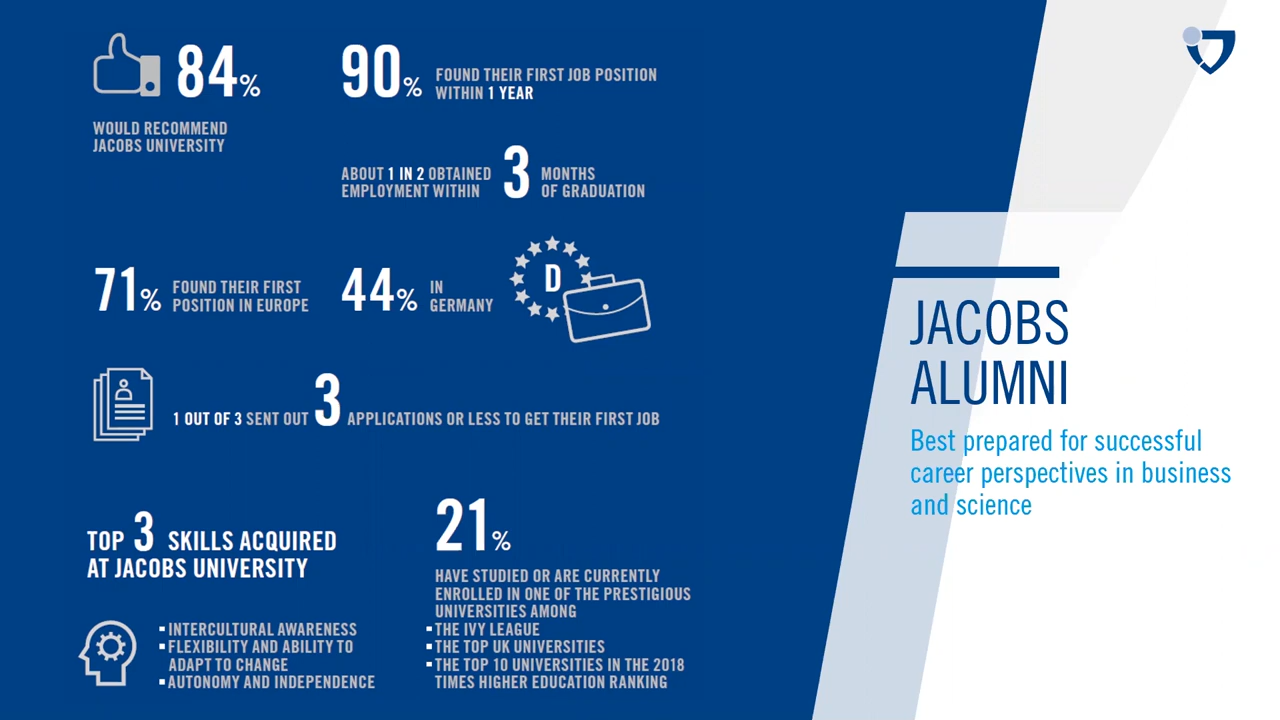 84%
WOULD RECOMMEND
JACOBS UNIVERSITY
90% FOUND THEIR FIRST JOB POSITION
WITHIN 1 YEAR
ABOUT 1 IN 2 OBTAINED
EMPLOYMENT WITHIN 3 MONTHS
OF GRADUATION
71% FOUND THEIR FIRST
POSITION IN EUROPE
44% IN
GERMANY
D
1 OUT OF 3 SENT OUT 3 APPLICATIONS OR LESS TO GET THEIR FIRST JOB
TOP 3 SKILLS ACQUIRED
AT JACOBS UNIVERSITY
▪INTERCULTURAL AWARENESS
▪FLEXIBILITY AND ABILITY TO
ADAPT TO CHANGE
▪AUTONOMY AND INDEPENDENCE
21%
HAVE STUDIED OR ARE CURRENTLY
ENROLLED IN ONE OF THE PRESTIGIOUS
UNIVERSITIES AMONG
▪THE IVY LEAGUE
▪THE TOP UK UNIVERSITIES
▪THE TOP 10 UNIVERSITIES IN THE 2018
TIMES HIGHER EDUCATION RANKING
JACOBS
ALUMNI
Best prepared for successful
career perspectives in business
and science